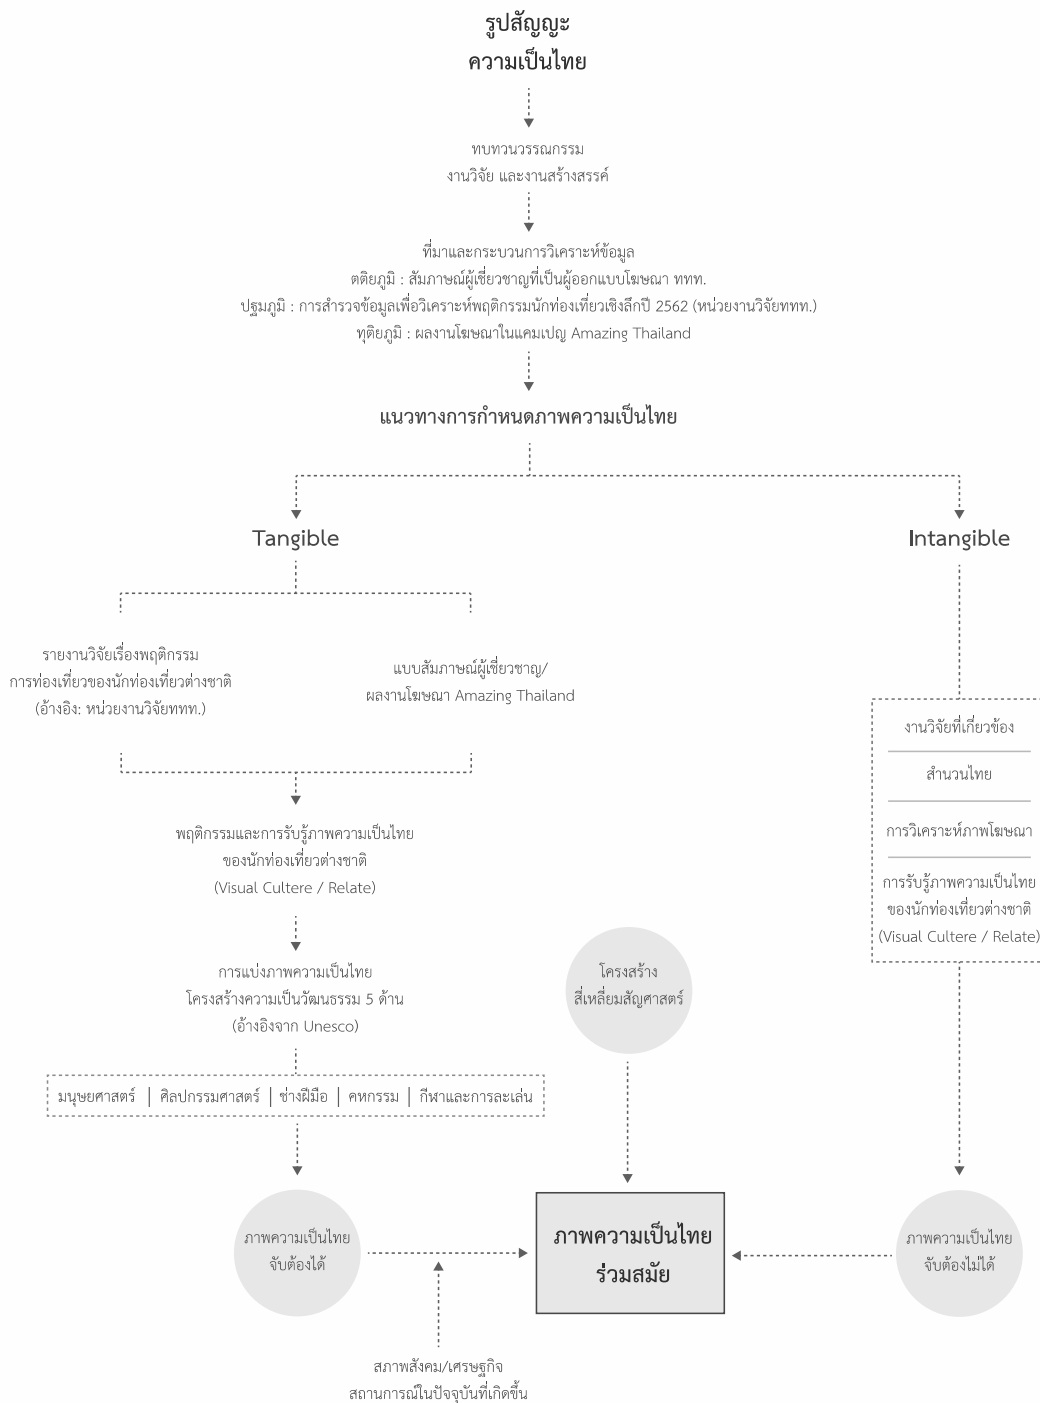 รูปสัญญะ
ความเป็นไทย
ทบทวนวรรณกรรม
งานวิจัย และงานสร้างสรรค์
ที่มาและกระบวนการวิเคราะห์ข้อมูล
ตติยภูมิ : สัมภาษณ์ผู้เชี่ยวชาญที่เป็นผู้ออกแบบโฆษณา ททท.
ปฐมภูมิ : การสำรวจข้อมูลเพื่อวิเคราะห์พฤติกรรมนักท่องเที่ยวเชิงลึกปี 2562 (หน่วยงานวิจัยททท.)
ทุติยภูมิ : ผลงานโฆษณาในแคมเปญ Amazing Thailand
แนวทางการกำหนดภาพความเป็นไทย
Tangible
Intangible
รายงานวิจัยเรื่องพฤติกรรม
การท่องเที่ยวของนักท่องเที่ยวต่างชาติ
(อ้างอิง: หน่วยงานวิจัยททท.)
แบบสัมภาษณ์ผู้เชี่ยวชาญ/
ผลงานโฆษณา Amazing Thailand
งานวิจัยที่เกี่ยวข้อง
สำนวนไทย
การวิเคราะห์ภาพโฆษณา
การรับรู้ภาพความเป็นไทย
ของนักท่องเที่ยวต่างชาติ
(Visual Cultere / Relate)
พฤติกรรมและการรับรู้ภาพความเป็นไทย
ของนักท่องเที่ยวต่างชาติ
(Visual Cultere / Relate)
การแบ่งภาพความเป็นไทย
โครงสร้างความเป็นวัฒนธรรม 5 ด้าน
(อ้างอิงจาก Unesco)
โครงสร้าง
สี่เหลี่ยมสัญศาสตร์
มนุษยศาสตร์ | ศิลปกรรมศาสตร์ | ช่างฝีมือ | คหกรรม | กีฬาและการละเล่น
ภาพความเป็นไทย
จับต้องได้
ภาพความเป็นไทย
ร่วมสมัย
ภาพความเป็นไทย
จับต้องไม่ได้
สภาพสังคม/เศรษฐกิจ
สถานการณ์ในปัจจุบันที่เกิดขึ้น